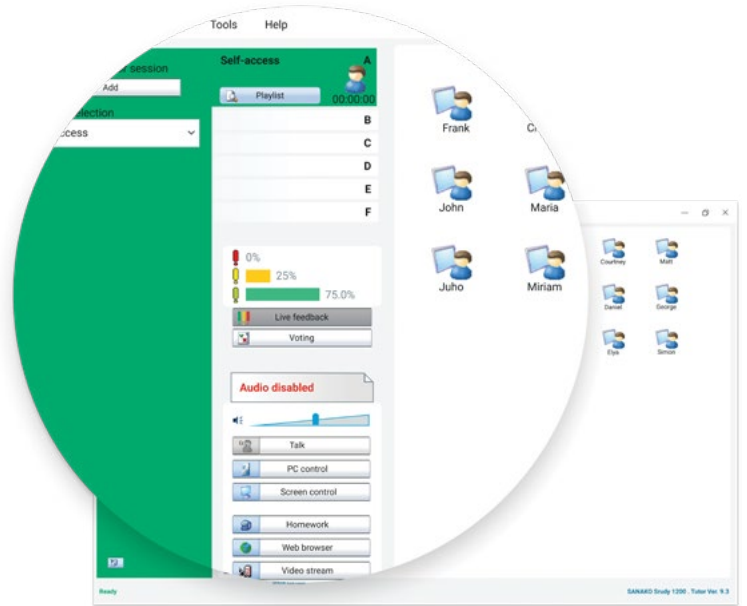 Tools Help
session
Add
Self-access A
Playlist 00:00:00
B
C
D
E
F
Frank
John Maria
Juho Miriam
0%
25%
75.0%
Live feedback
Voting
Audio disabled
Talk
PC control
Screen control
Homework
Web browser
Video stream
Courtney Matt
Daniel George
Elya Simon
Ready SANAKO Study 1200 . Tutor Ver. 9.3